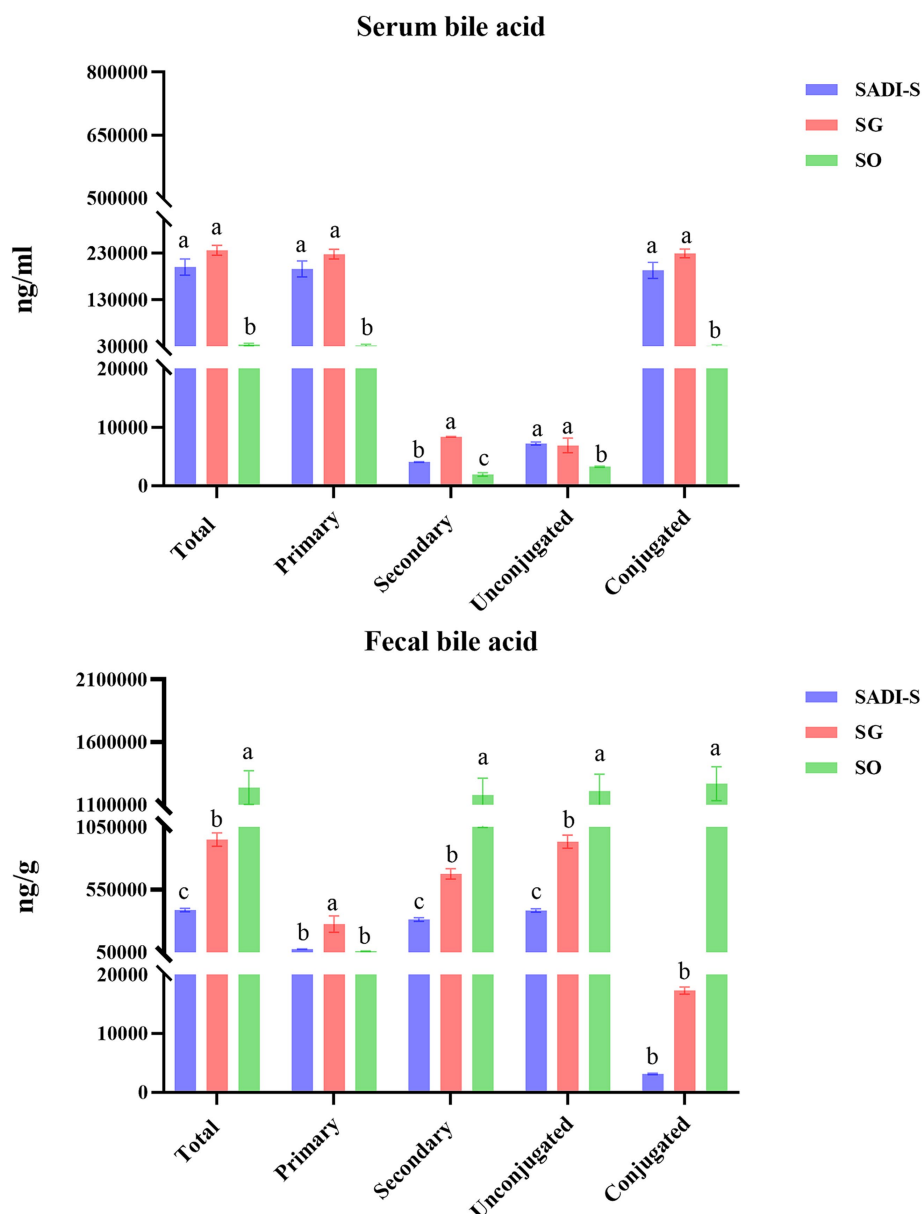 Serum bile acid
800000
650000
500000
230000
130000
30000
20000
10000
0
ng/ml
SADI-S
SG
SO
a a b
a a b
b a c
a a b
a a b
Total
Primary
Secondary
Unconjugated
Conjugated
Fecal bile acid
2100000
1600000
1100000
1050000
550000
50000
20000
10000
0
ng/g
SADI-S
SG
SO
c b a
b a b
c b a
c b a
b b a
Total
Primary
Secondary
Unconjugated
Conjugated